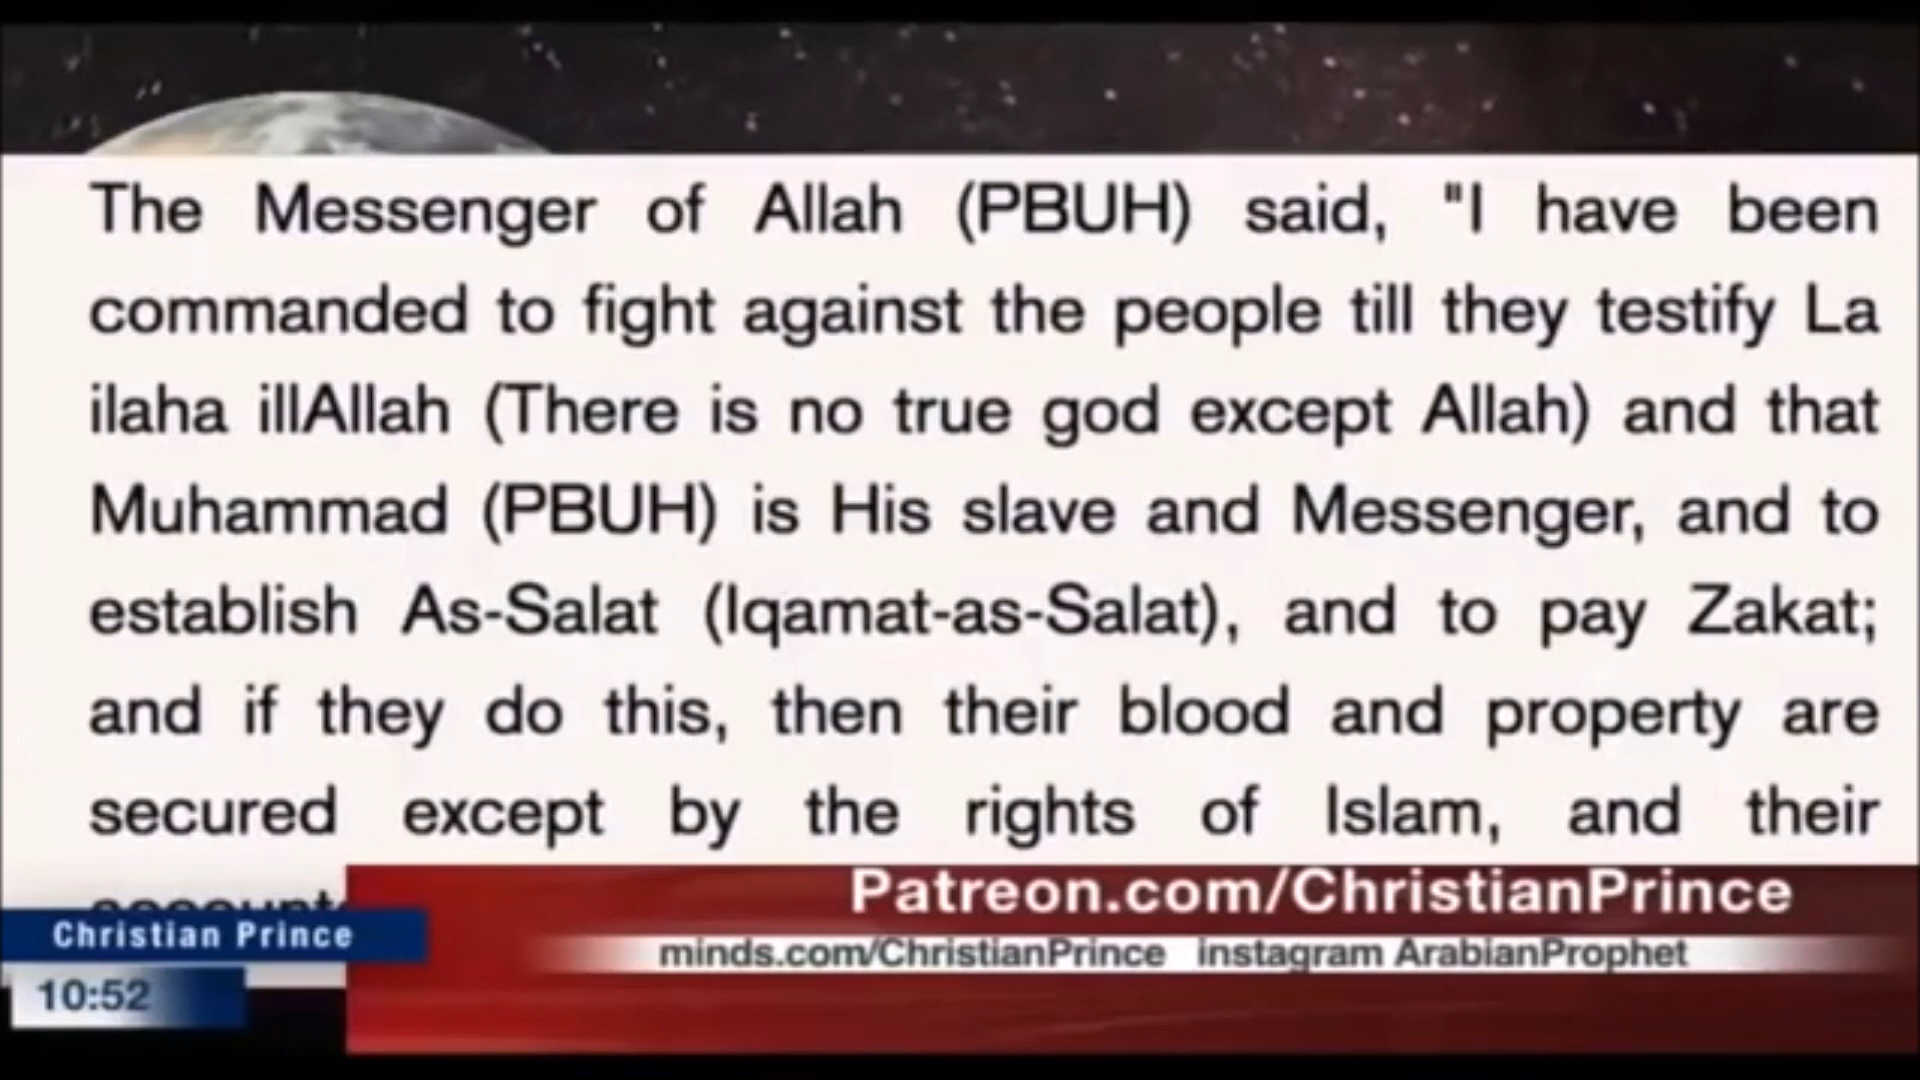 The Messenger of Allah (PBUH) said, "I have been
commanded to fight against the people till they testify La
ilaha illAllah (There is no true god except Allah) and that
Muhammad (PBUH) is His slave and Messenger, and to
establish As-Salat (Iqamat-as-Salat), and to pay Zakat;
and if they do this, then their blood and property are
secured except by the rights of Islam, and their
Patreon.com/ChristianPrince
Christian Prince
minds.com/ChristianPrince instagram ArabianProphet
10:52